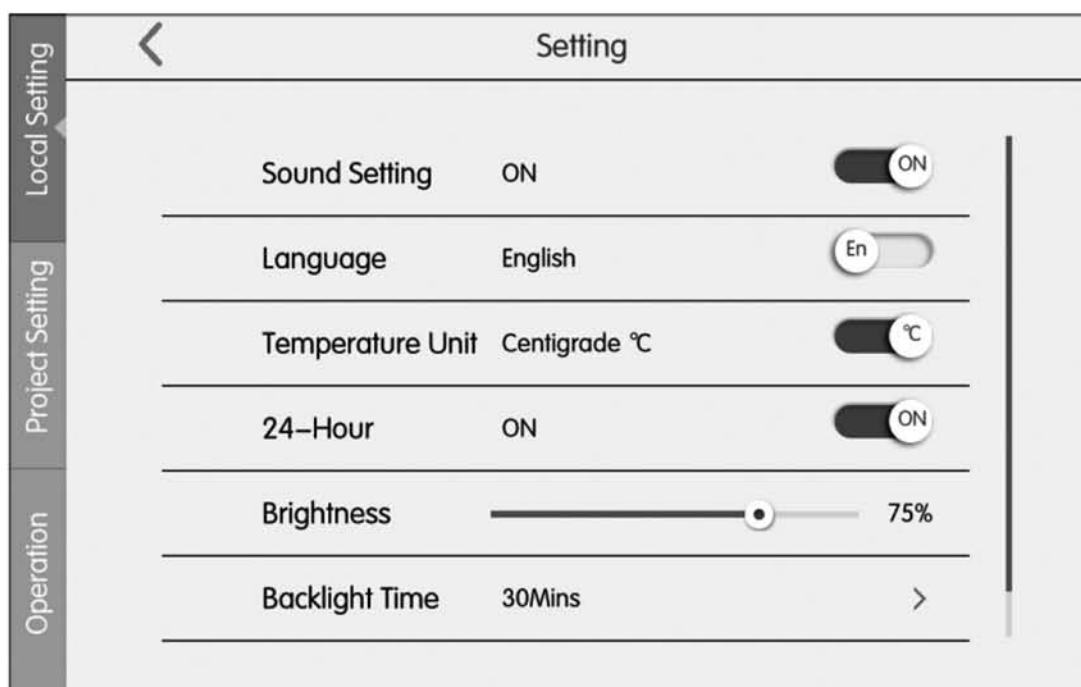 Setting
Local Setting
Project Setting
Operation
Sound Setting ON ON
Language English En
Temperature Unit Centigrade ℃ ℃
24-Hour ON ON
Brightness 75%
Backlight Time 30Mins